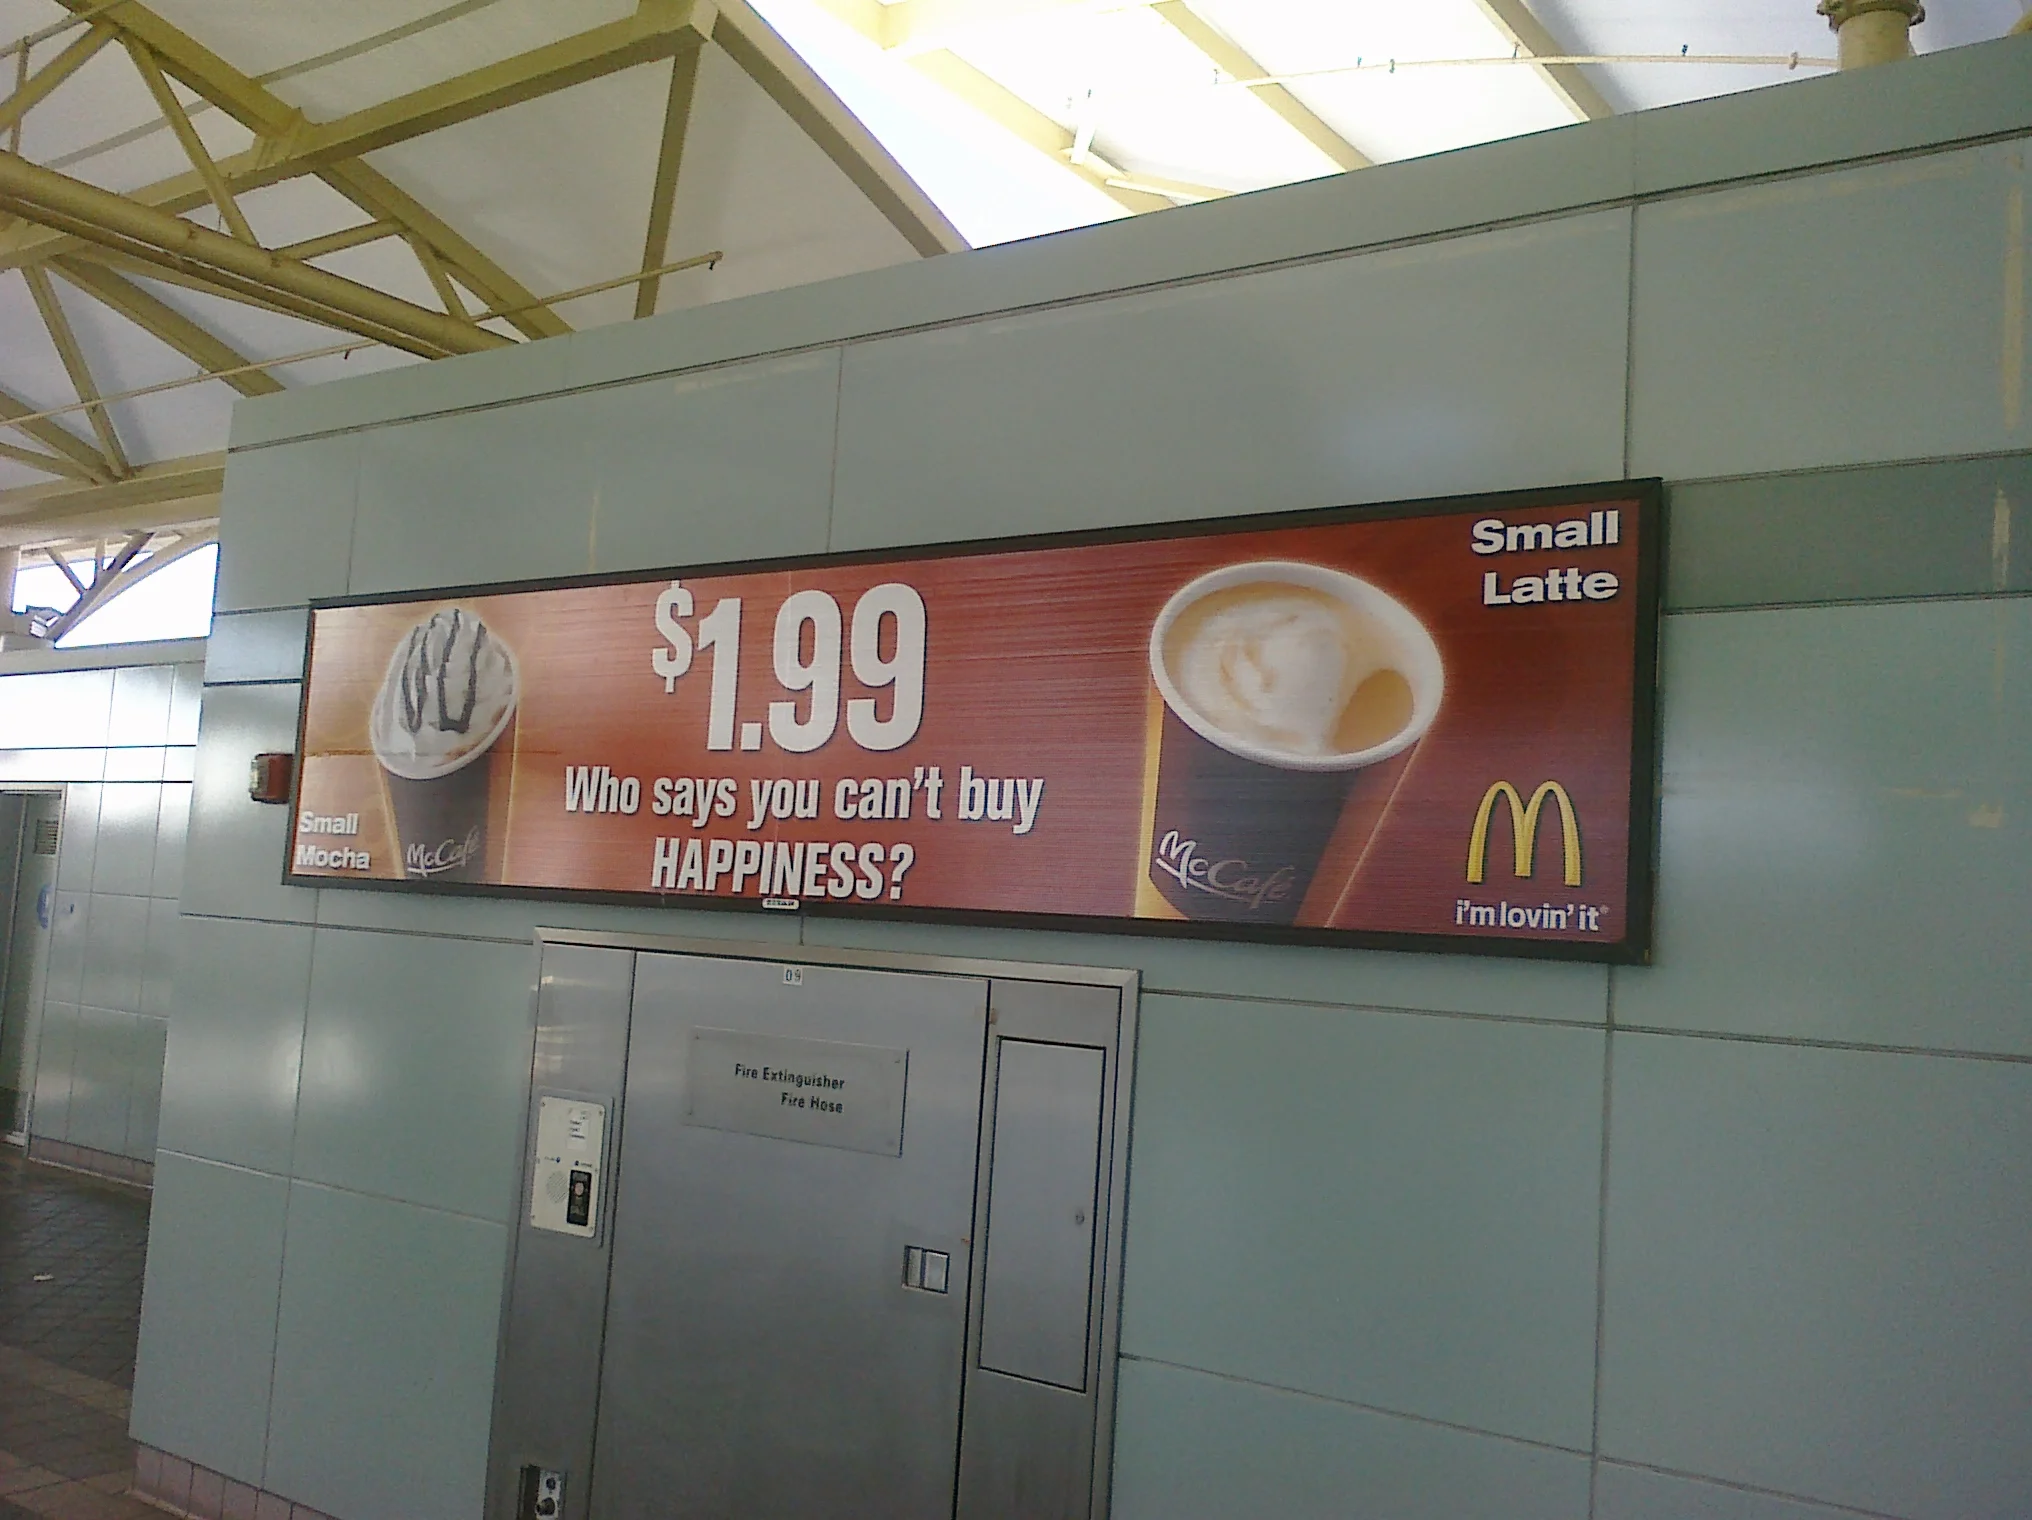 $1.99
Who says you can't buy
HAPPINESS?
Small
Mocha
McCafé
Small
Latte
McCafé
i'm lovin' it®
09
Fire Extinguisher
Fire Hose